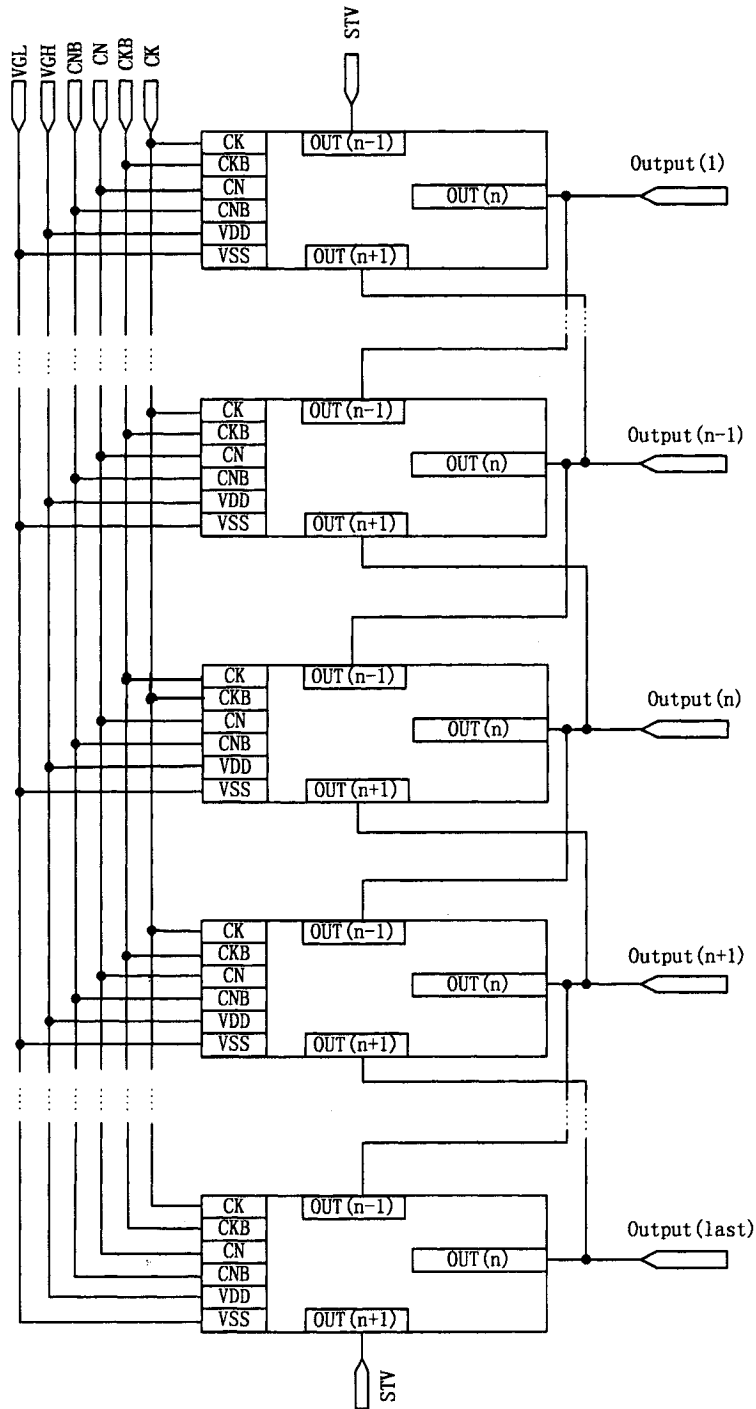 STV
VGL
VGH
CNB
CN
CKB
CK
CK
CKB
CN
CNB
VDD
VSS
OUT(n-1)
OUT(n)
OUT(n+1)
Output(1)
CK
CKB
CN
CNB
VDD
VSS
OUT(n-1)
OUT(n)
OUT(n+1)
Output(n-1)
CK
CKB
CN
CNB
VDD
VSS
OUT(n-1)
OUT(n)
OUT(n+1)
Output(n)
CK
CKB
CN
CNB
VDD
VSS
OUT(n-1)
OUT(n)
OUT(n+1)
Output(n+1)
CK
CKB
CN
CNB
VDD
VSS
OUT(n-1)
OUT(n)
OUT(n+1)
Output(last)
STV